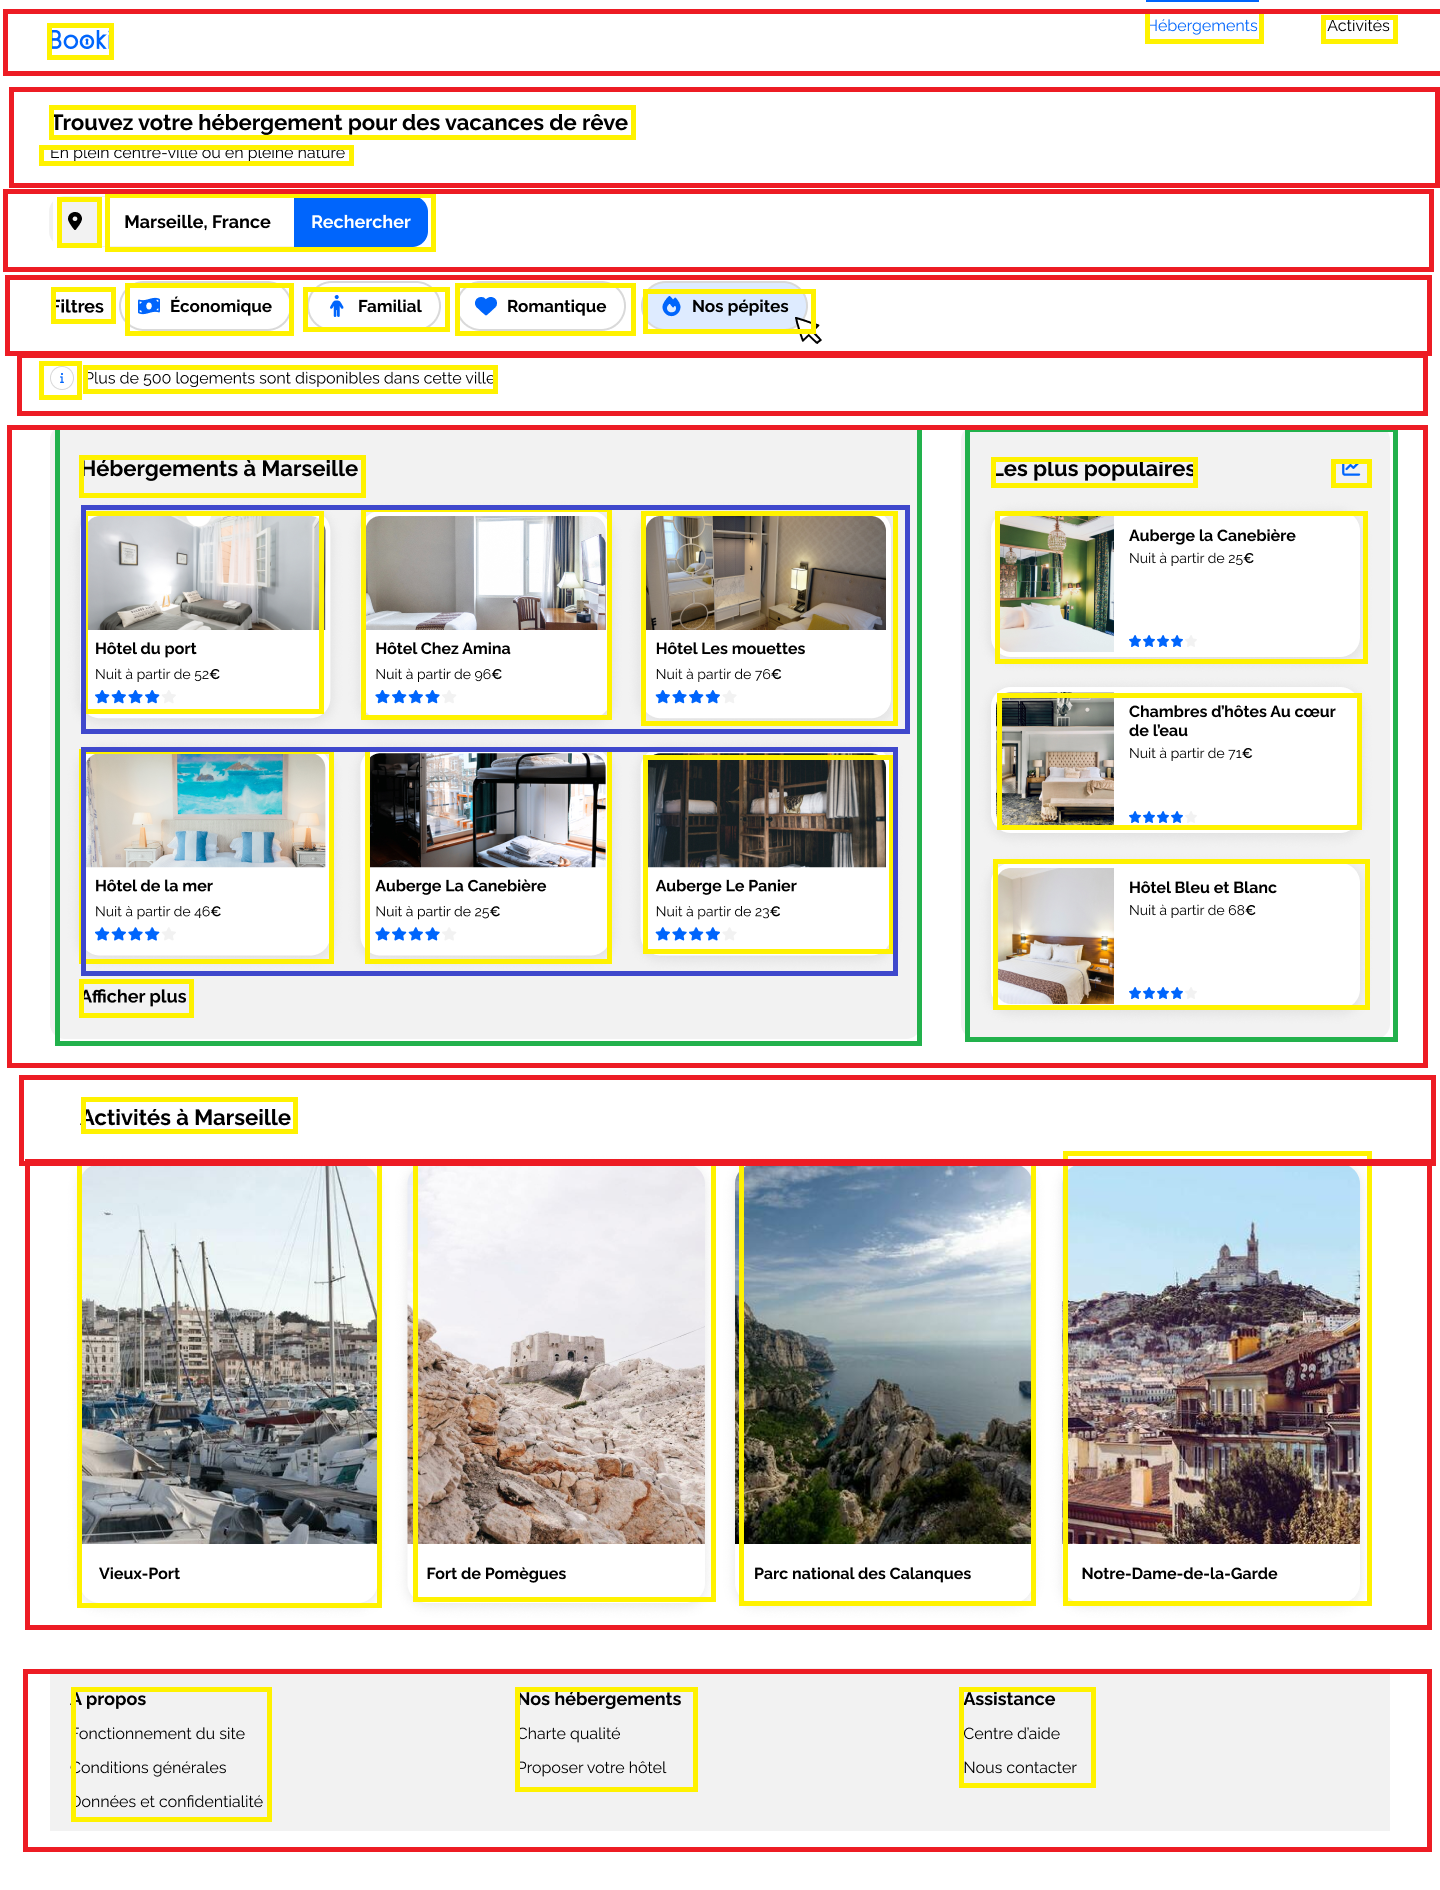 Booki
Hébergements
Activités
Trouvez votre hébergement pour des vacances de rêve
En plein centre-ville ou en pleine nature
Marseille, France
Rechercher
Filtres
Économique
Familial
Romantique
Nos pépites
Plus de 500 logements sont disponibles dans cette ville
Hébergements à Marseille
Hôtel du port
Nuit à partir de 52€
Hôtel Chez Amina
Nuit à partir de 96€
Hôtel Les mouettes
Nuit à partir de 76€
Hôtel de la mer
Nuit à partir de 46€
Auberge La Canebière
Nuit à partir de 25€
Auberge Le Panier
Nuit à partir de 23€
Afficher plus
Les plus populaires
Auberge la Canebière
Nuit à partir de 25€
Chambres d’hôtes Au cœur
de l’eau
Nuit à partir de 71€
Hôtel Bleu et Blanc
Nuit à partir de 68€
Activités à Marseille
Vieux-Port
Fort de Pomègues
Parc national des Calanques
Notre-Dame-de-la-Garde
A propos
Fonctionnement du site
Conditions générales
Données et confidentialité
Nos hébergements
Charte qualité
Proposer votre hôtel
Assistance
Centre d’aide
Nous contacter